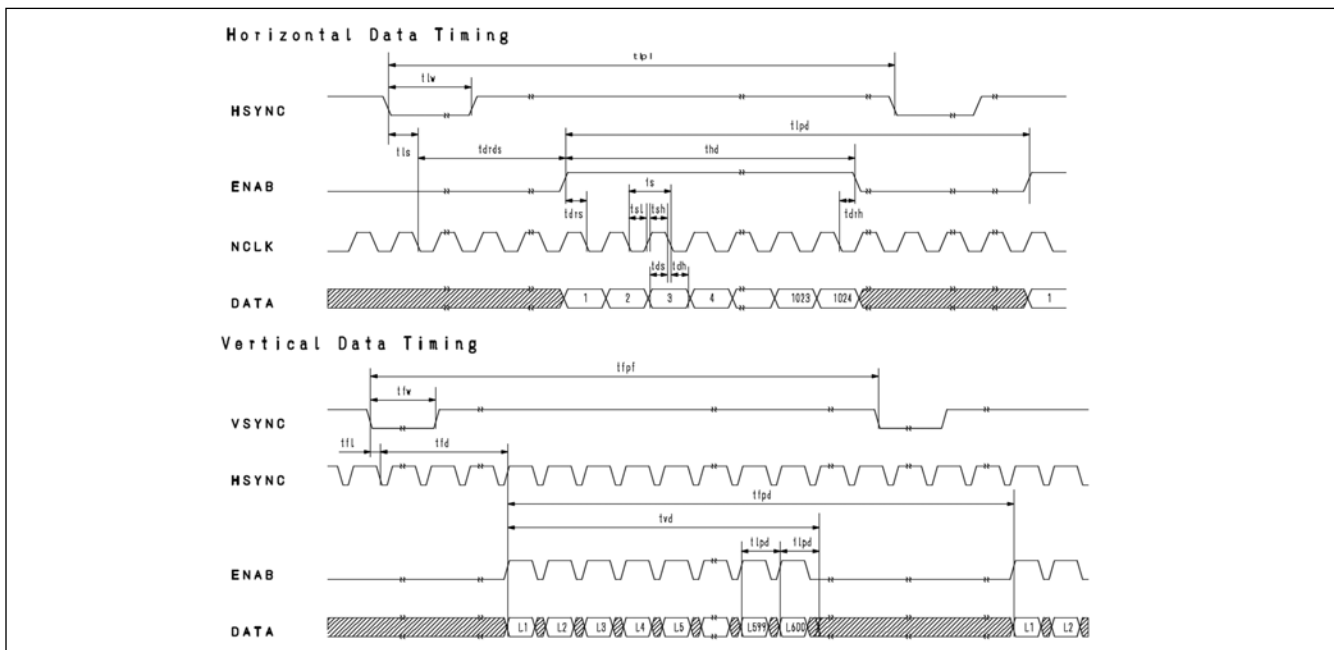 Horizontal Data Timing
tlpl
tlw
HSYNC
tlpd
tls
tdrds
thd
ENAB
ts
tdrs
tsl
tsh
tdrh
NCLK
tds
tdh
DATA
1
2
3
4
1023
1024
1
Vertical Data Timing
tfpf
tfw
VSYNC
tfl
tfd
HSYNC
tfpd
tvd
tlpd
tlpd
ENAB
DATA
L1
L2
L3
L4
L5
L599
L600
L1
L2